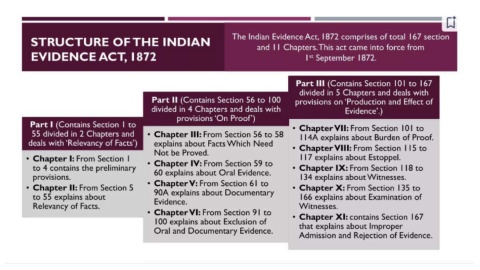 STRUCTURE OF THE INDIAN
EVIDENCE ACT, 1872
The Indian Evidence Act, 1872 comprises of total 167 section
and 11 Chapters. This act came into force from
1st September 1872.
Part I (Contains Section 1 to
55 divided in 2 Chapters and
deals with 'Relevancy of Facts')
• Chapter I: From Section 1
to 4 contains the preliminary
provisions.
• Chapter II: From Section 5
to 55 explains about
Relevancy of Facts.
Part II (Contains Section 56 to 100
divided in 4 Chapters and deals with
provisions 'On Proof')
• Chapter III: From Section 56 to 58
explains about Facts Which Need
Not be Proved.
• Chapter IV: From Section 59 to
60 explains about Oral Evidence.
• Chapter V: From Section 61 to
90A explains about Documentary
Evidence.
• Chapter VI: From Section 91 to
100 explains about Exclusion of
Oral and Documentary Evidence.
Part III (Contains Section 101 to 167
divided in 5 Chapters and deals with
provisions on 'Production and Effect of
Evidence'.)
• Chapter VII: From Section 101 to
114A explains about Burden of Proof.
• Chapter VIII: From Section 115 to
117 explains about Estoppel.
• Chapter IX: From Section 118 to
134 explains about Witnesses.
• Chapter X: From Section 135 to
166 explains about Examination of
Witnesses.
• Chapter XI: contains Section 167
that explains about Improper
Admission and Rejection of Evidence.